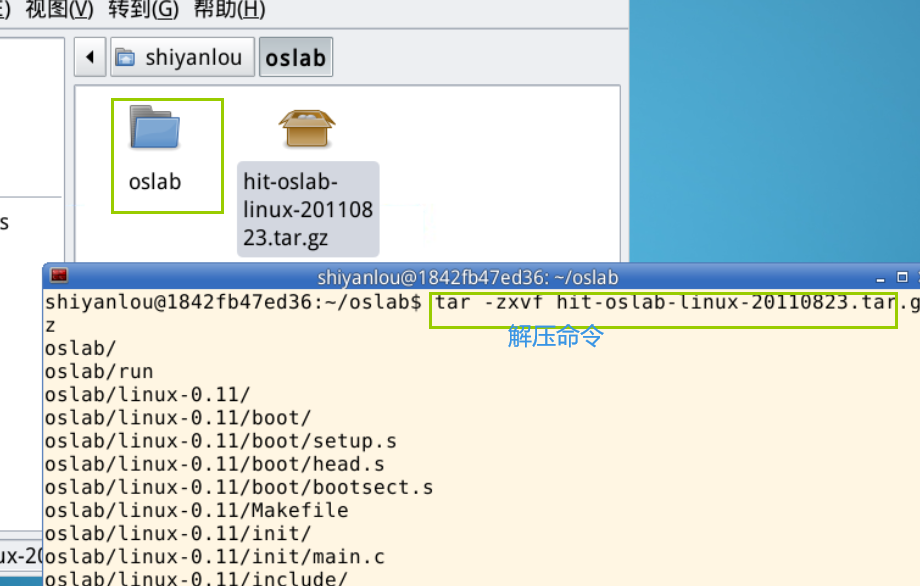 视图(V) 转到(G) 帮助(H)
shiyanlou oslab
oslab
hit-oslab-
linux-201108
23.tar.gz
s
shiyanlou@1842fb47ed36: ~/oslab
shiyanlou@1842fb47ed36:~/oslab$ tar -zxvf hit-oslab-linux-20110823.tar.g
z
解压命令
oslab/
oslab/run
oslab/linux-0.11/
oslab/linux-0.11/boot/
oslab/linux-0.11/boot/setup.s
oslab/linux-0.11/boot/head.s
oslab/linux-0.11/boot/bootsect.s
oslab/linux-0.11/Makefile
oslab/linux-0.11/init/
ux-20
oslab/linux-0.11/init/main.c
oslab/linux-0.11/include/